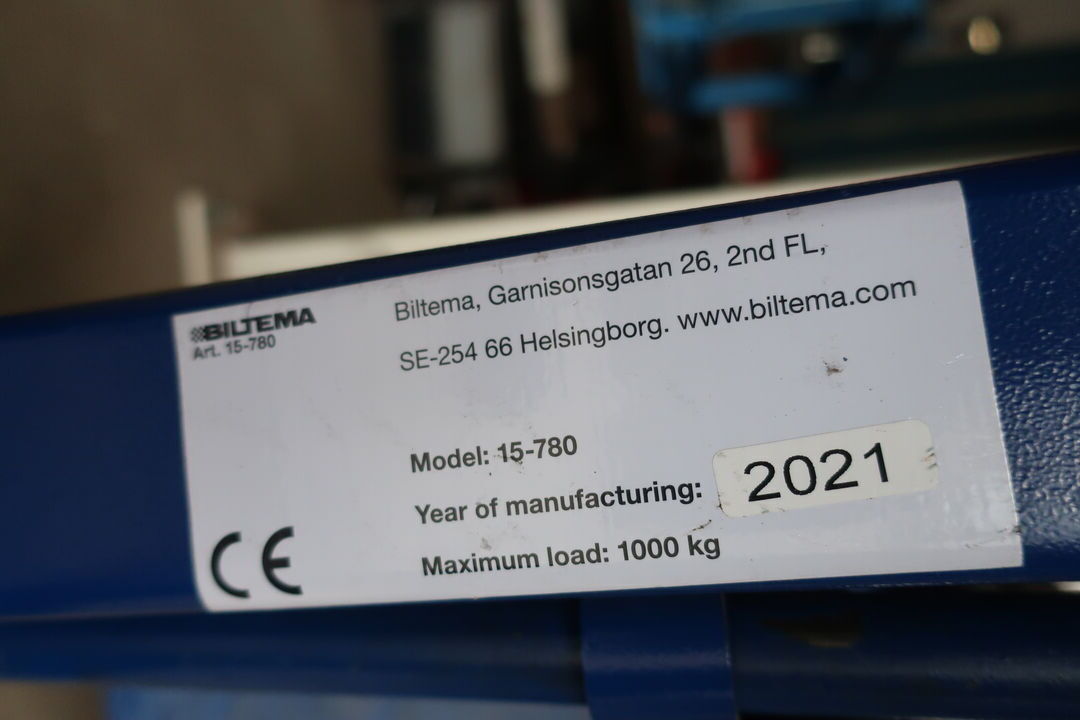 BILTEMA
Art. 15-780
Biltema, Garnisonsgatan 26, 2nd FL,
SE-254 66 Helsingborg. www.biltema.com
Model: 15-780
Year of manufacturing: 2021
Maximum load: 1000 kg
CE